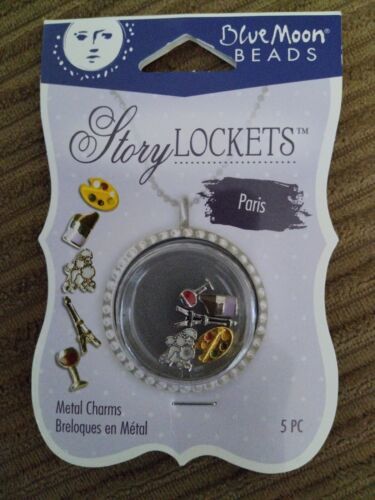 Blue Moon®
BEADS
Story LOCKETS™
Paris
Metal Charms
Breloques en Métal
5 PC